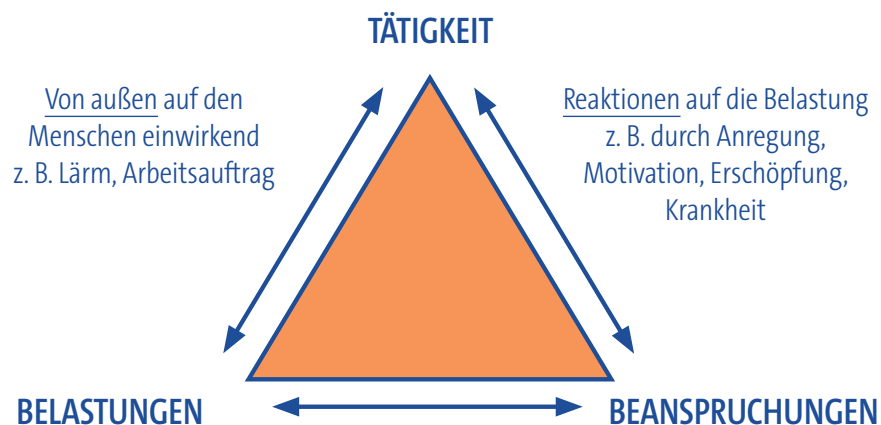 TÄTIGKEIT
Von außen auf den
Menschen einwirkend
z. B. Lärm, Arbeitsauftrag
Reaktionen auf die Belastung
z. B. durch Anregung,
Motivation, Erschöpfung,
Krankheit
BELASTUNGEN
BEANSPRUCHUNGEN